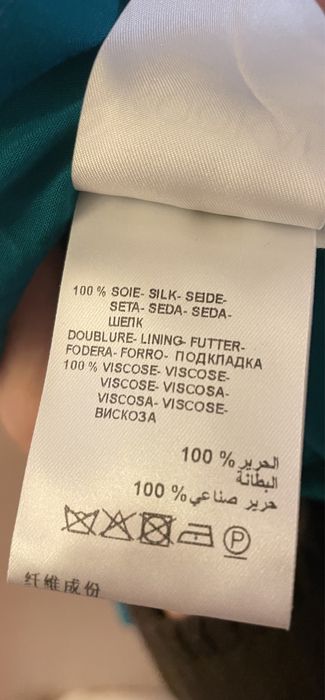 100 % SOIE- SILK- SEIDE-
SETA- SEDA- SEDA-
ШЕЛК
DOUBLURE- LINING- FUTTER-
FODERA- FORRO- ПОДКЛАДКА
100 % VISCOSE- VISCOSE-
VISCOSE- VISCOSA-
VISCOSA- VISCOSE-
ВИСКОЗА
الحرير% 100
البطانة
حرير صناعي% 100
P
纤维成份